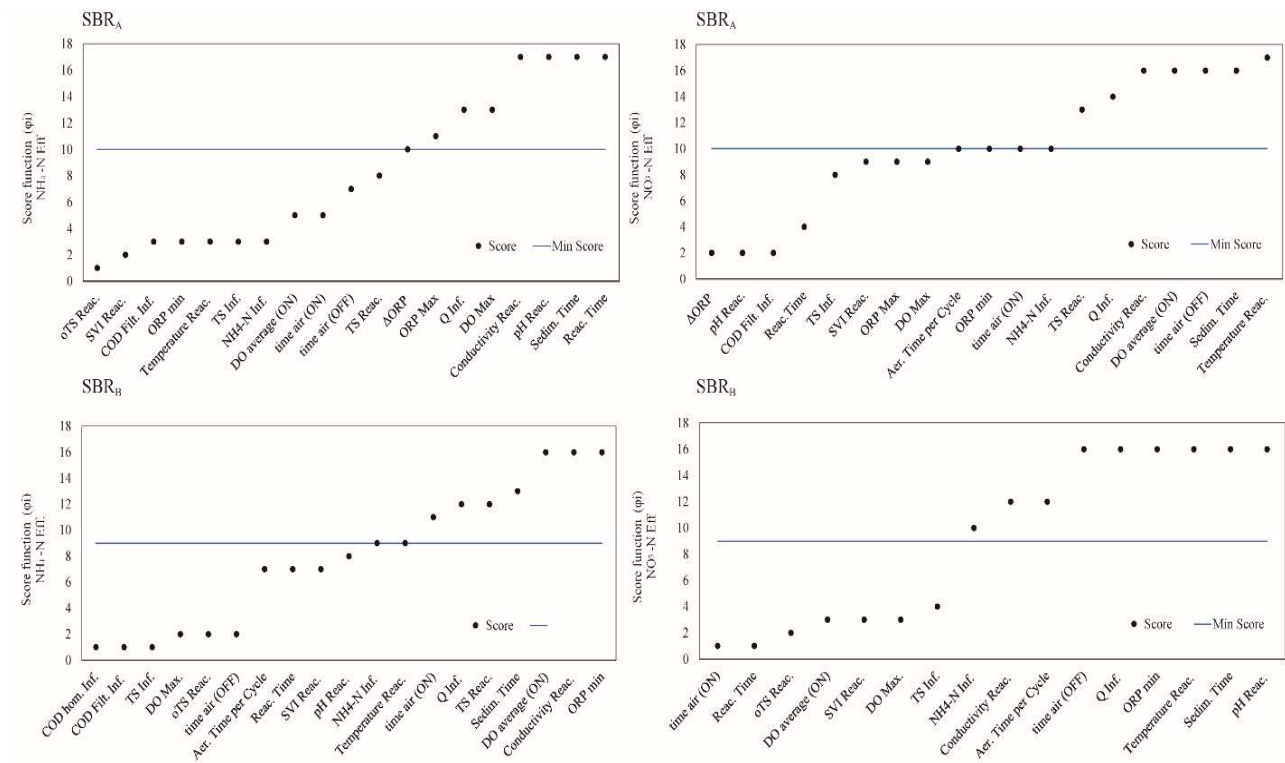 SBRA
18
16
14
12
10
8
6
4
2
0
Score function (φi)
NH₄ -N Eff
Score
Min Score
oTS Reac.
SVI Reac.
COD Filt. Inf.
ORP min
Temperature Reac.
TS Inf.
NH4-N Inf.
DO average (ON)
time air (ON)
time air (OFF)
TS Reac.
ΔORP
ORP Max
Q Inf.
DO Max
Conductivity Reac.
pH Reac.
Sedim. Time
Reac. Time
SBRA
18
16
14
12
10
8
6
4
2
0
Score function (φi)
NO³ -N Eff
Score
Min Score
ΔORP
pH Reac.
COD Filt. Inf.
Reac. Time
TS Inf.
SVI Reac.
ORP Max
DO Max
Aer. Time per Cycle
ORP min
time air (ON)
NH4-N Inf.
TS Reac.
Q Inf.
Conductivity Reac.
DO average (ON)
time air (OFF)
Sedim. Time
Temperature Reac.
SBRB
18
16
14
12
10
8
6
4
2
0
Score function (φi)
NH₄ -N Eff.
Score
COD hom. Inf.
COD Filt. Inf.
TS Inf.
DO Max.
oTS Reac.
time air (OFF)
Aer. Time per Cycle
Reac. Time
SVI Reac.
pH Reac.
NH4-N Inf.
Temperature Reac.
time air (ON)
Q Inf.
TS Reac.
Sedim. Time
DO average (ON)
Conductivity Reac.
ORP min
SBRB
18
16
14
12
10
8
6
4
2
0
Score function (φi)
NO³ -N Eff
Score
Min Score
time air (ON)
Reac. Time
oTS Reac.
DO average (ON)
SVI Reac.
DO Max.
TS Inf.
NH4-N Inf.
Conductivity Reac.
Aer. Time per Cycle
time air (OFF)
Q Inf.
ORP min
Temperature Reac.
Sedim. Time
pH Reac.